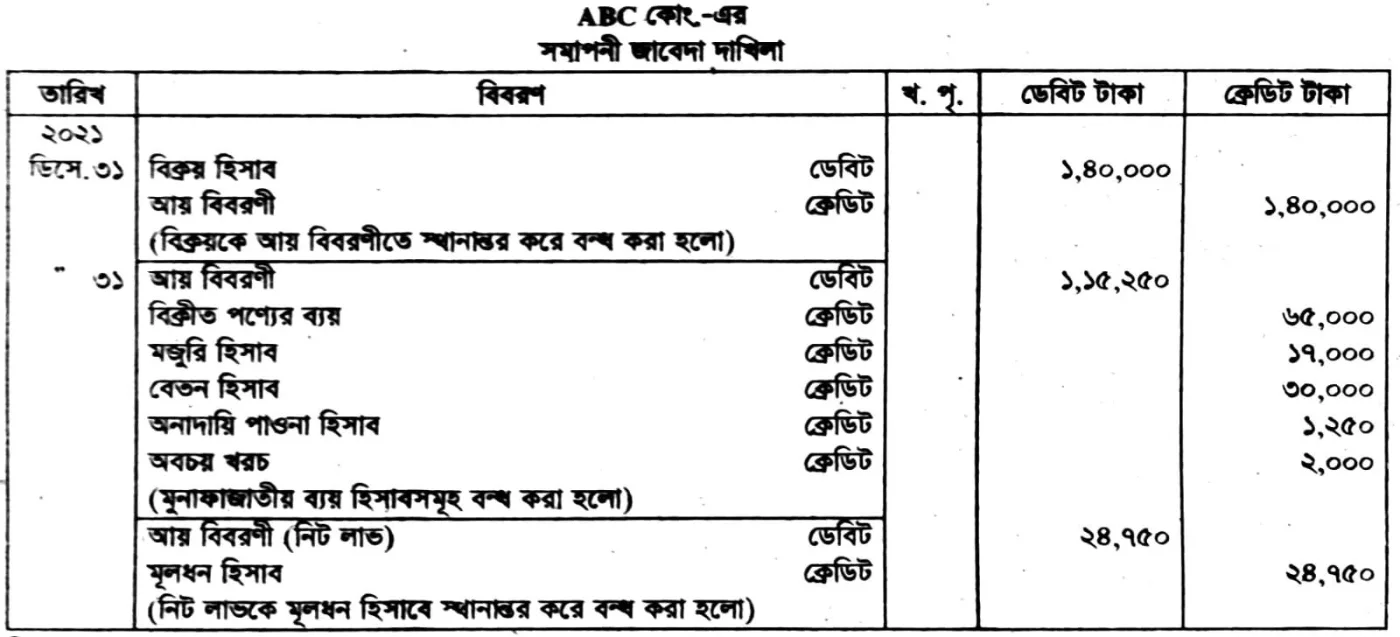 ABC কোং-এর
সমাপনী জাবেদা দাখিলা
তারিখ বিবরণ খ. পৃ. ডেবিট টাকা ক্রেডিট টাকা
২০২১
ডিসে. ৩১ বিক্রয় হিসাব ডেবিট ১,৪০,০০০
আয় বিবরণী ক্রেডিট ১,৪০,০০০
(বিক্রয়কে আয় বিবরণীতে স্থানান্তর করে বন্ধ করা হলো)
" ৩১ আয় বিবরণী ডেবিট ১,১৫,২৫০
বিক্রীত পণ্যের ব্যয় ক্রেডিট ৬৫,০০০
মজুরি হিসাব ক্রেডিট ১৭,০০০
বেতন হিসাব ক্রেডিট ৩০,০০০
অনাদায়ি পাওনা হিসাব ক্রেডিট ১,২৫০
অবচয় খরচ ক্রেডিট ২,০০০
(মুনাফাজাতীয় ব্যয় হিসাবসমূহ বন্ধ করা হলো)
আয় বিবরণী (নিট লাভ) ডেবিট ২৪,৭৫০
মূলধন হিসাব ক্রেডিট ২৪,৭৫০
(নিট লাভকে মূলধন হিসাবে স্থানান্তর করে বন্ধ করা হলো)